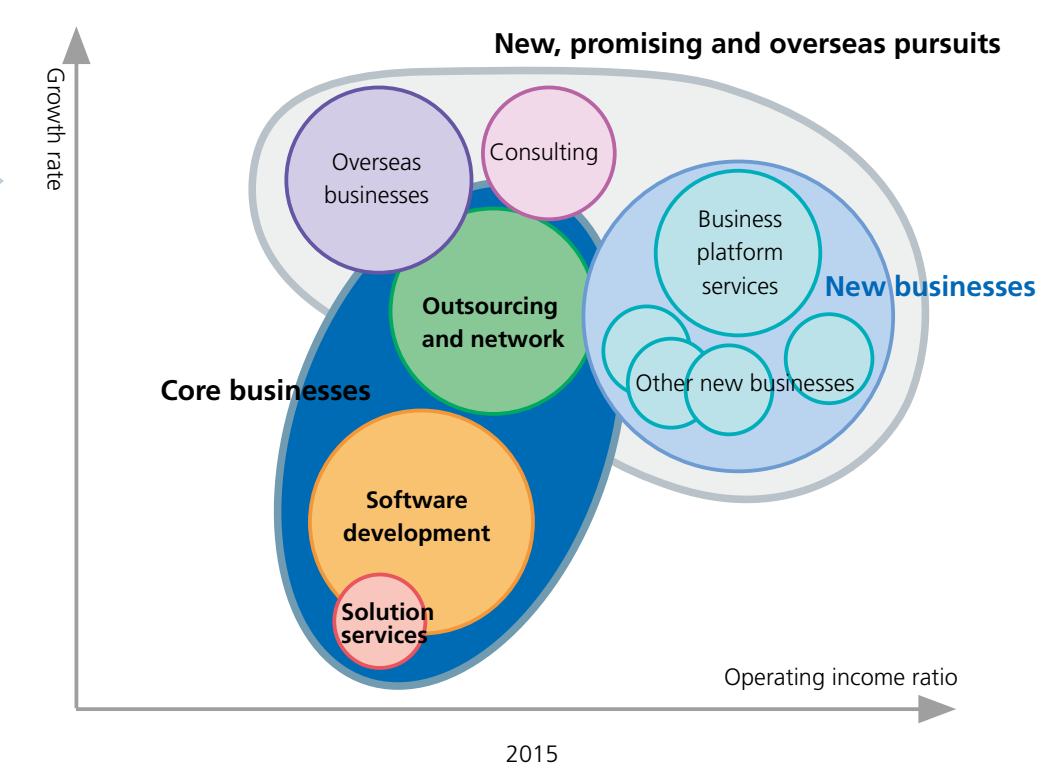 New, promising and overseas pursuits
Growth rate
Overseas
businesses
Consulting
Business
platform
services
New businesses
Outsourcing
and network
Other new businesses
Core businesses
Software
development
Solution
services
Operating income ratio
2015